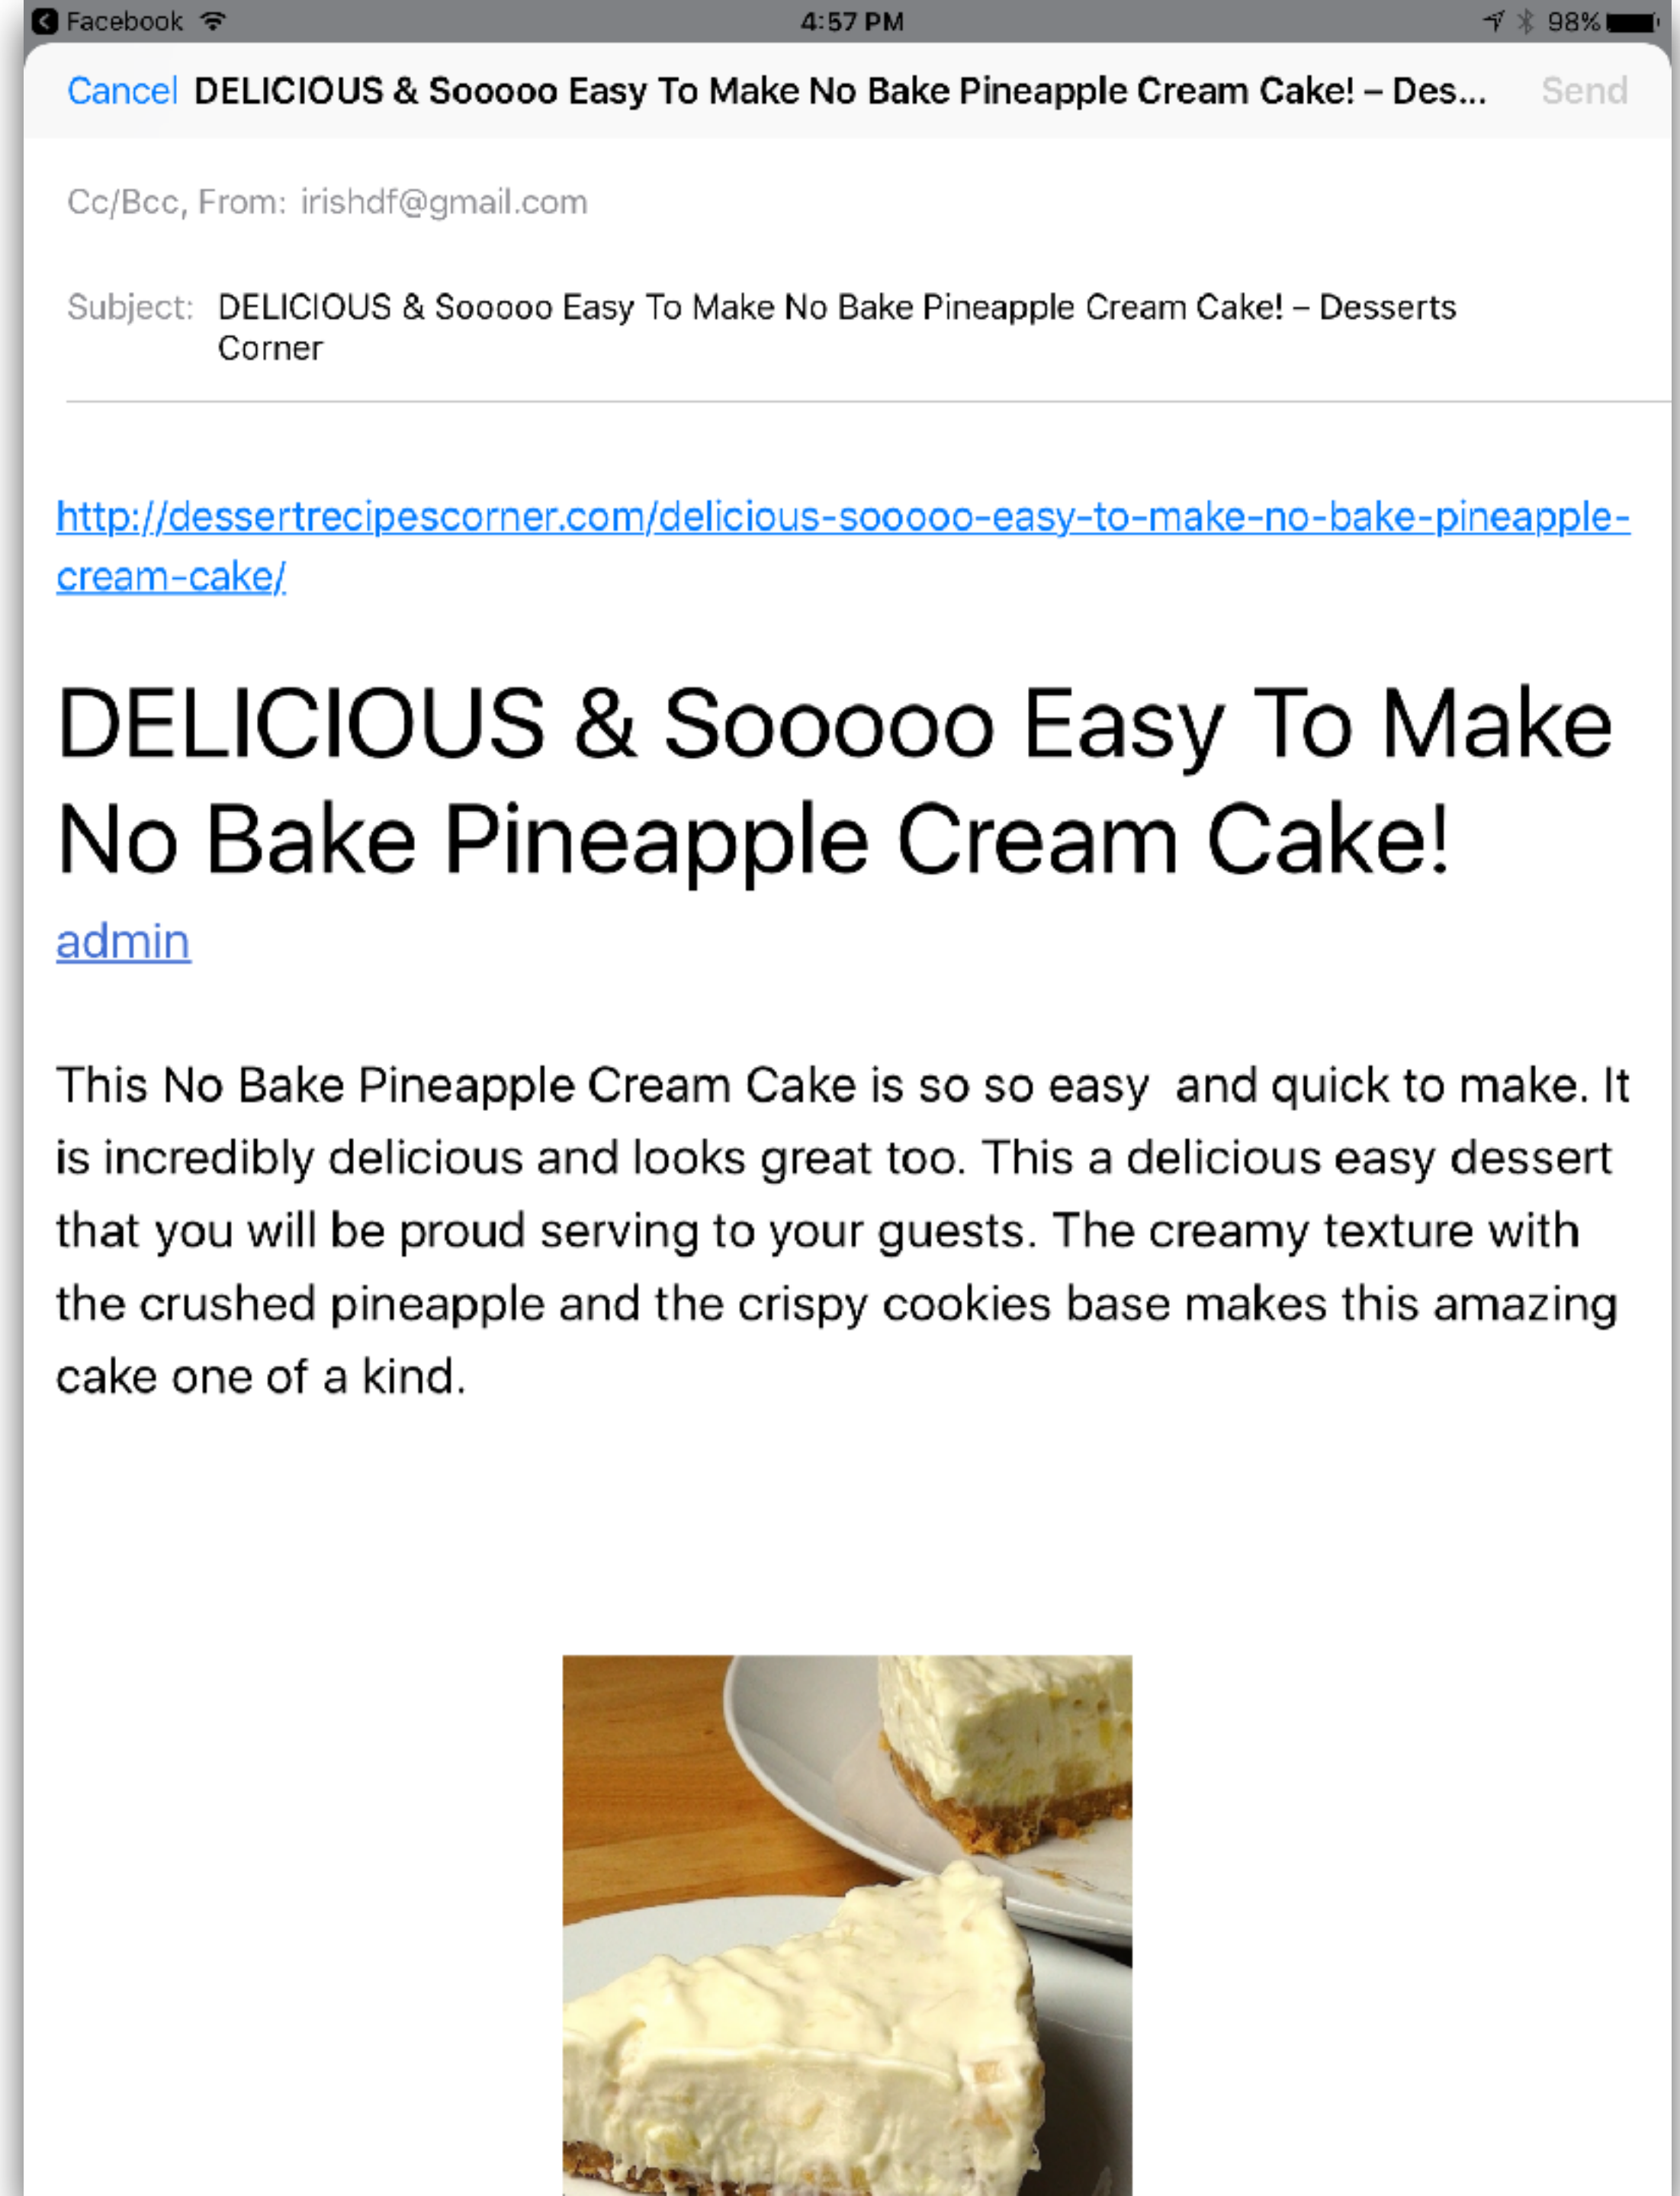 Facebook 4:57 PM 98%
Cancel DELICIOUS & Sooooo Easy To Make No Bake Pineapple Cream Cake! – Des... Send
Cc/Bcc, From: irishdf@gmail.com
Subject: DELICIOUS & Sooooo Easy To Make No Bake Pineapple Cream Cake! – Desserts
Corner
http://dessertrecipescorner.com/delicious-sooooo-easy-to-make-no-bake-pineapple-
cream-cake/
DELICIOUS & Sooooo Easy To Make
No Bake Pineapple Cream Cake!
admin
This No Bake Pineapple Cream Cake is so so easy  and quick to make. It
is incredibly delicious and looks great too. This a delicious easy dessert
that you will be proud serving to your guests. The creamy texture with
the crushed pineapple and the crispy cookies base makes this amazing
cake one of a kind.